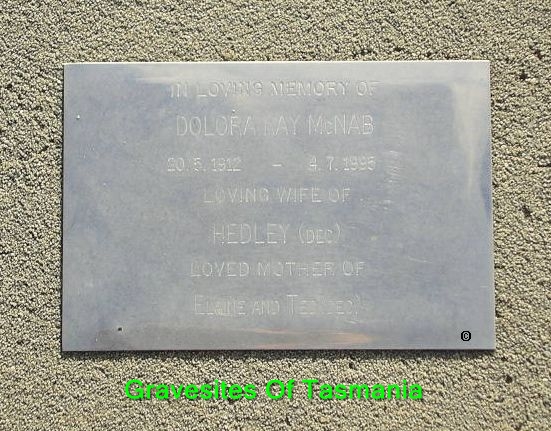 IN LOVING MEMORY OF
DOLORA KAY McNAB
20. 5. 1912 - 4. 7. 1995
LOVING WIFE OF
HEDLEY (DEC)
LOVED MOTHER OF
ELAINE AND TED (DEC)
©
Gravesites Of Tasmania